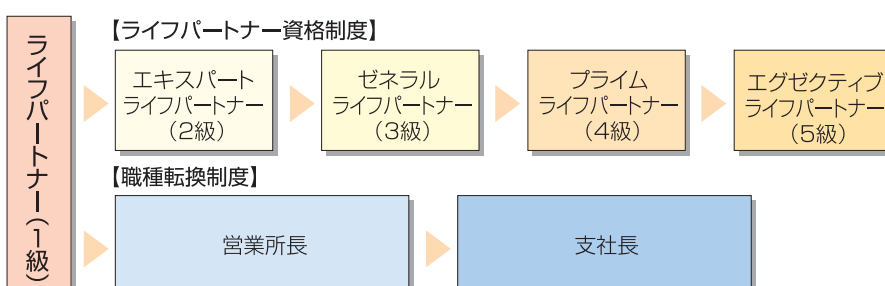 ライフパートナー(1級)
【ライフパートナー資格制度】
エキスパート
ライフパートナー
(2級)
ゼネラル
ライフパートナー
(3級)
プライム
ライフパートナー
(4級)
エグゼクティブ
ライフパートナー
(5級)
【職種転換制度】
営業所長
支社長